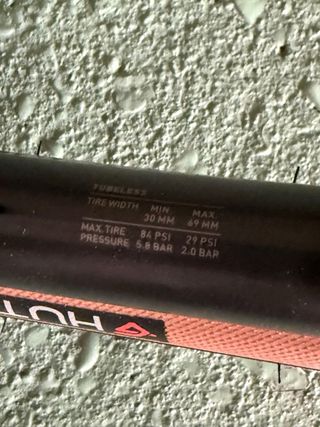 TUBELESS
TIRE WIDTH MIN MAX.
30 MM 69 MM
MAX.TIRE 84 PSI 29 PSI
PRESSURE 5.8 BAR 2.0 BAR
HUT